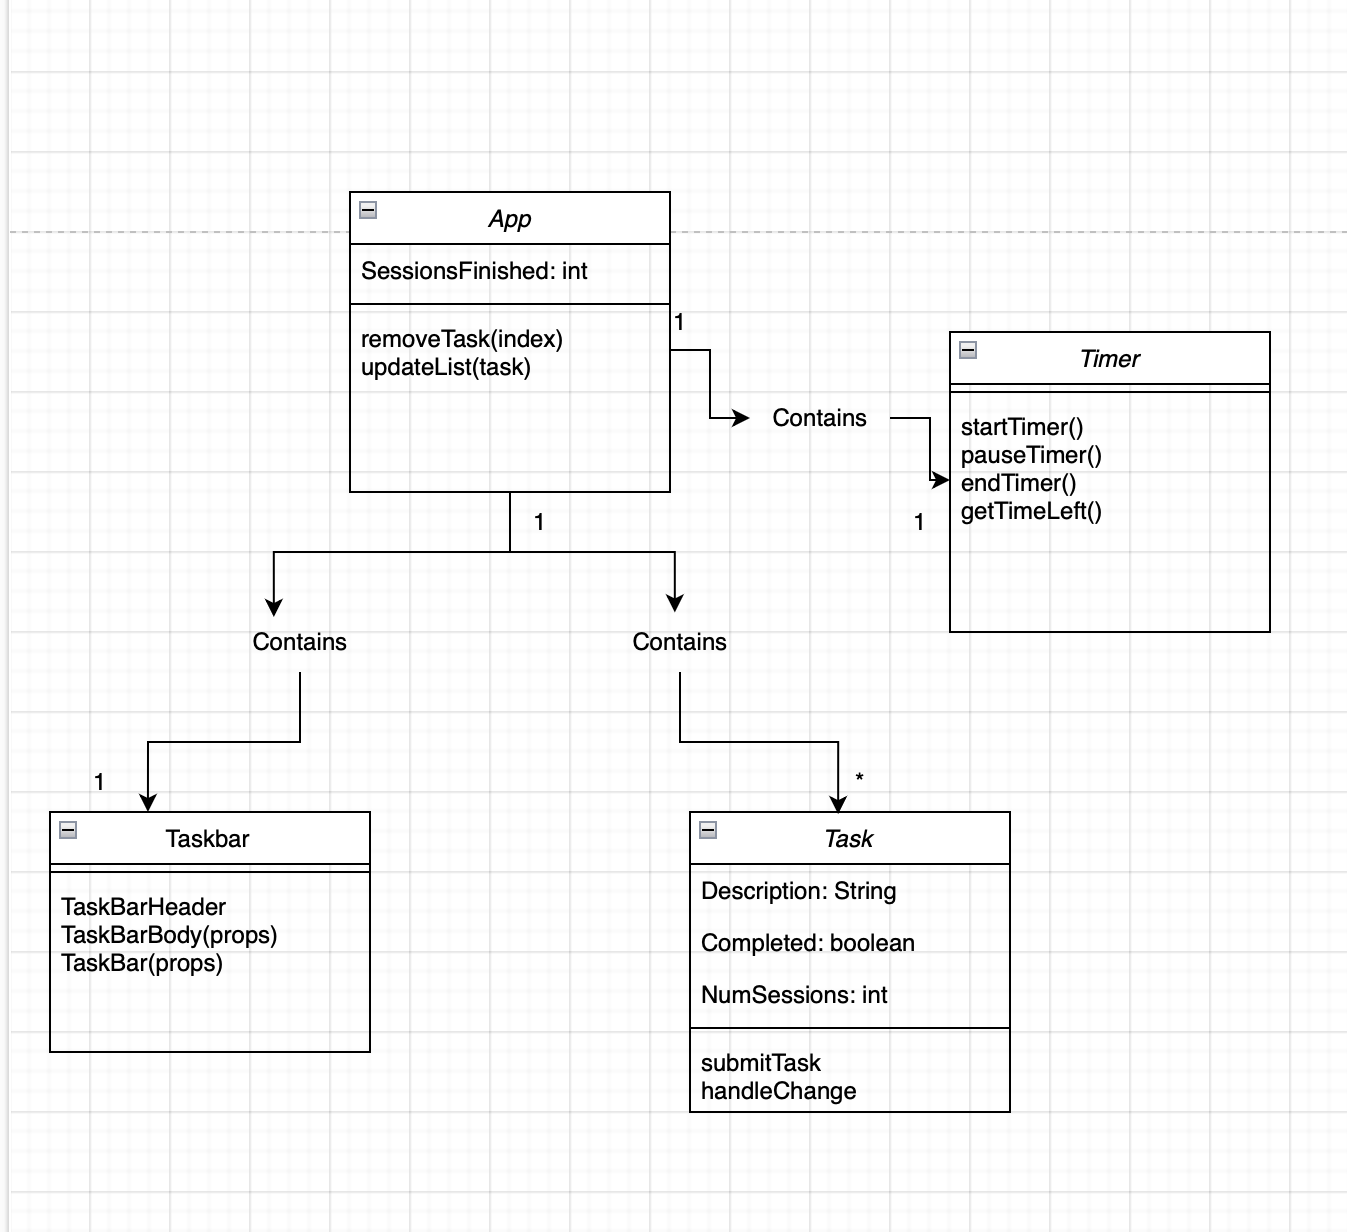 App
SessionsFinished: int
removeTask(index)
updateList(task)
1
Contains
1
Timer
startTimer()
pauseTimer()
endTimer()
getTimeLeft()
1
Contains
Contains
1
*
Taskbar
TaskBarHeader
TaskBarBody(props)
TaskBar(props)
Task
Description: String
Completed: boolean
NumSessions: int
submitTask
handleChange